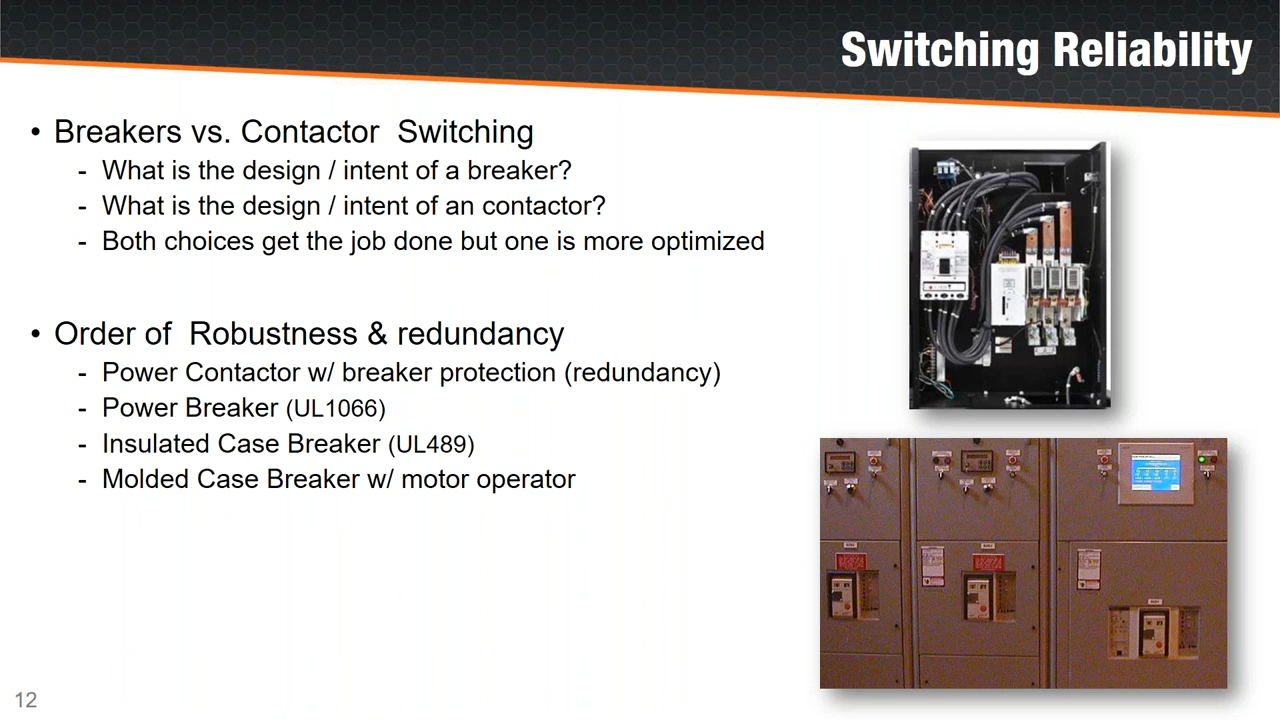 Switching Reliability
• Breakers vs. Contactor  Switching
- What is the design / intent of a breaker?
- What is the design / intent of an contactor?
- Both choices get the job done but one is more optimized
• Order of  Robustness & redundancy
- Power Contactor w/ breaker protection (redundancy)
- Power Breaker (UL1066)
- Insulated Case Breaker (UL489)
- Molded Case Breaker w/ motor operator
12